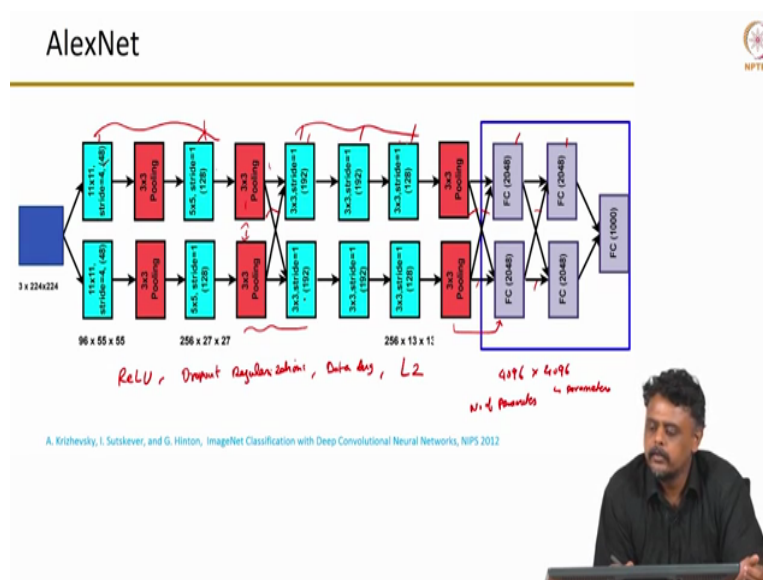 AlexNet
NPTE
11x11, stride=4, (48)
3x3 Pooling
5x5, stride=1 (128)
3x3 Pooling
3x3,stride=1 (192)
3x3,stride=1 (192)
3x3,stride=1 (128)
3x3 Pooling
FC (2048)
FC (2048)
FC (1000)
11x11, stride=4, (48)
3x3 Pooling
5x5, stride=1 (128)
3x3 Pooling
3x3,stride=1 (192)
3x3,stride=1 (192)
3x3,stride=1 (128)
3x3 Pooling
FC (2048)
FC (2048)
3 x 224x224
96 x 55 x 55
256 x 27 x 27
256 x 13 x 13
ReLU, Dropout Regularizations, Data Aug, L2
4096 x 4096
No of Parameters
parameters
A. Krizhevsky, I. Sutskever, and G. Hinton, ImageNet Classification with Deep Convolutional Neural Networks, NIPS 2012